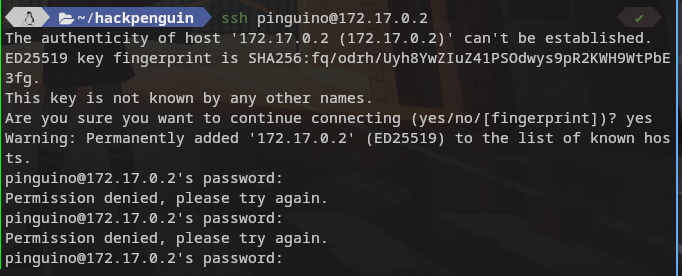 ~/hackpenguin ssh pinguino@172.17.0.2 ✔
The authenticity of host '172.17.0.2 (172.17.0.2)' can't be established.
ED25519 key fingerprint is SHA256:fq/odrh/Uyh8YwZIuZ41PSOdwys9pR2KWH9WtPbE
3fg.
This key is not known by any other names.
Are you sure you want to continue connecting (yes/no/[fingerprint])? yes
Warning: Permanently added '172.17.0.2' (ED25519) to the list of known hos
ts.
pinguino@172.17.0.2's password:
Permission denied, please try again.
pinguino@172.17.0.2's password:
Permission denied, please try again.
pinguino@172.17.0.2's password: